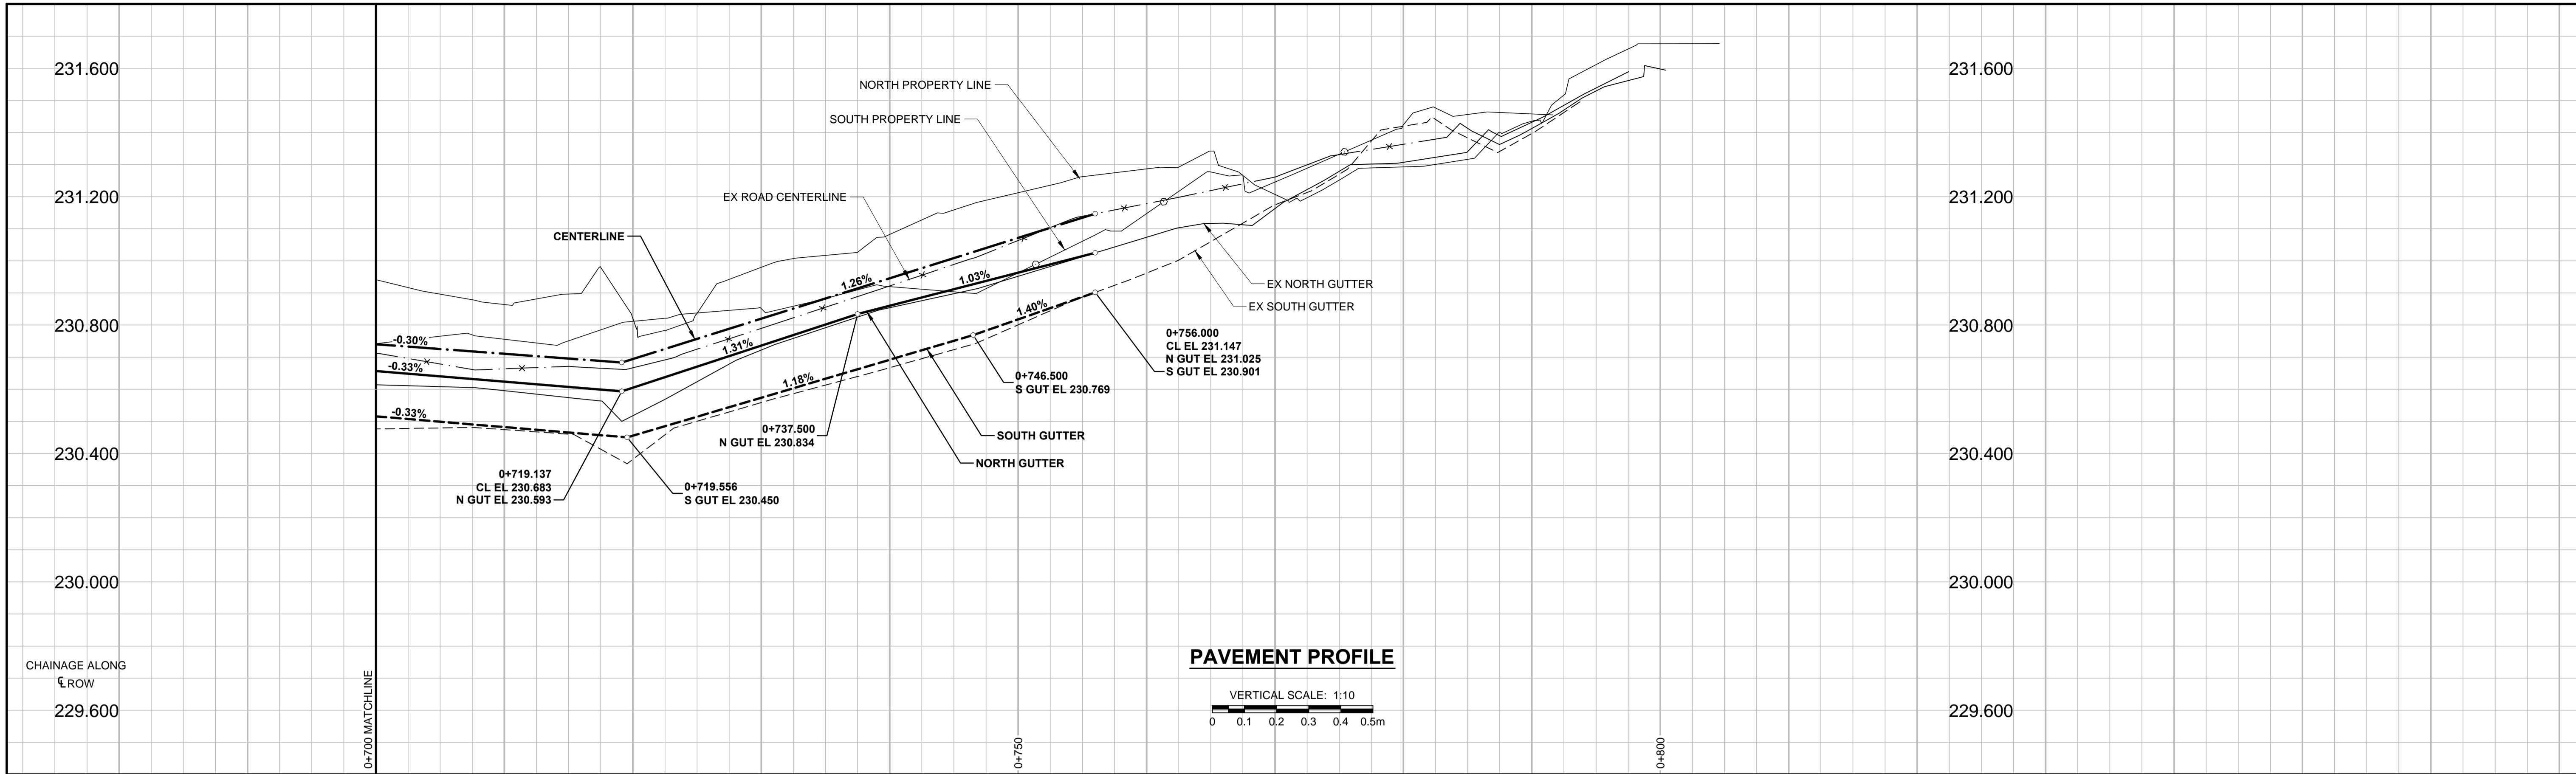 231.600
231.600
NORTH PROPERTY LINE
SOUTH PROPERTY LINE
231.200
EX ROAD CENTERLINE
231.200
CENTERLINE
1.26%
1.03%
EX NORTH GUTTER
EX SOUTH GUTTER
1.40%
230.800
-0.30%
1.31%
0+756.000
CL EL 231.147
N GUT EL 231.025
S GUT EL 230.901
230.800
-0.33%
1.18%
0+746.500
S GUT EL 230.769
-0.33%
0+737.500
N GUT EL 230.834
SOUTH GUTTER
230.400
NORTH GUTTER
230.400
0+719.137
CL EL 230.683
N GUT EL 230.593
0+719.556
S GUT EL 230.450
230.000
230.000
PAVEMENT PROFILE
CHAINAGE ALONG
℄ ROW
VERTICAL SCALE: 1:10
229.600
0 0.1 0.2 0.3 0.4 0.5m
229.600
0+700 MATCHLINE
0+750
0+800